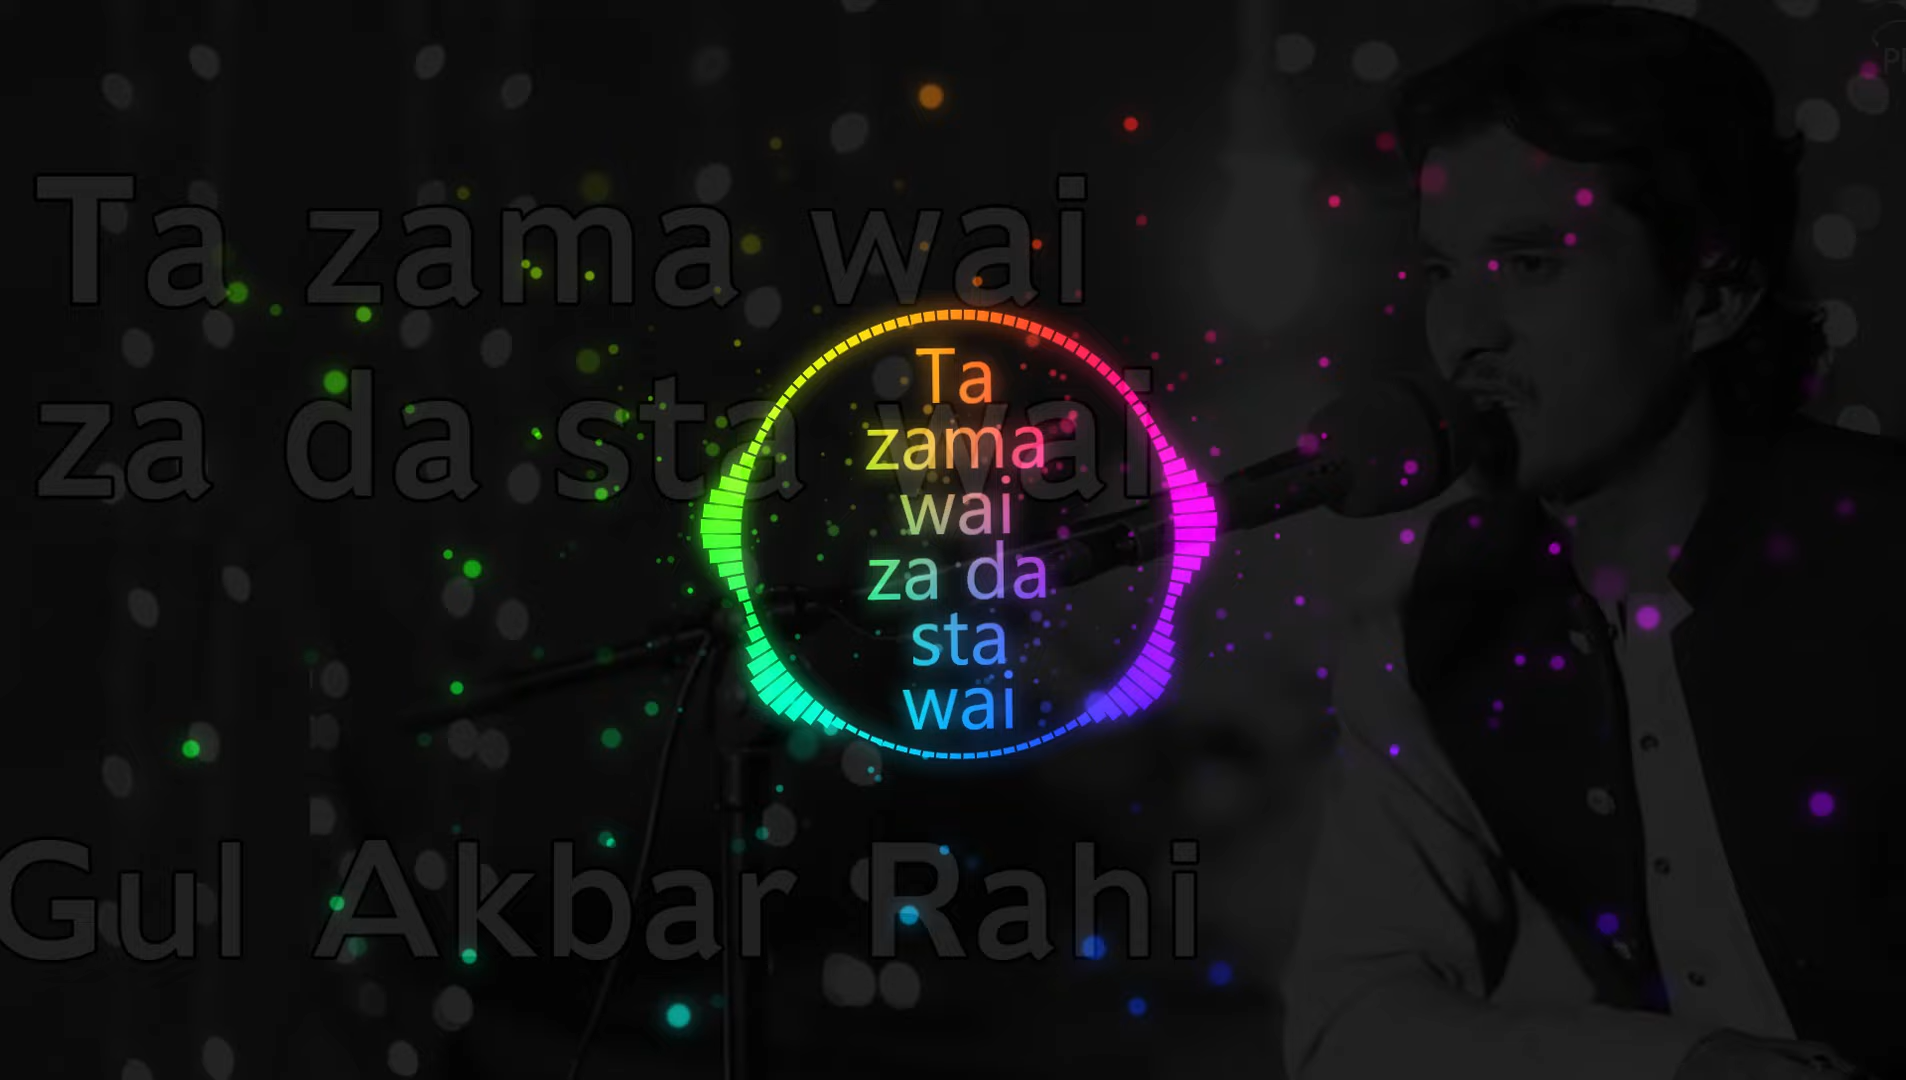 Ta zama wai
za da sta wai
Ta
zama
wai
za da
sta
wai
Gul Akbar Rahi